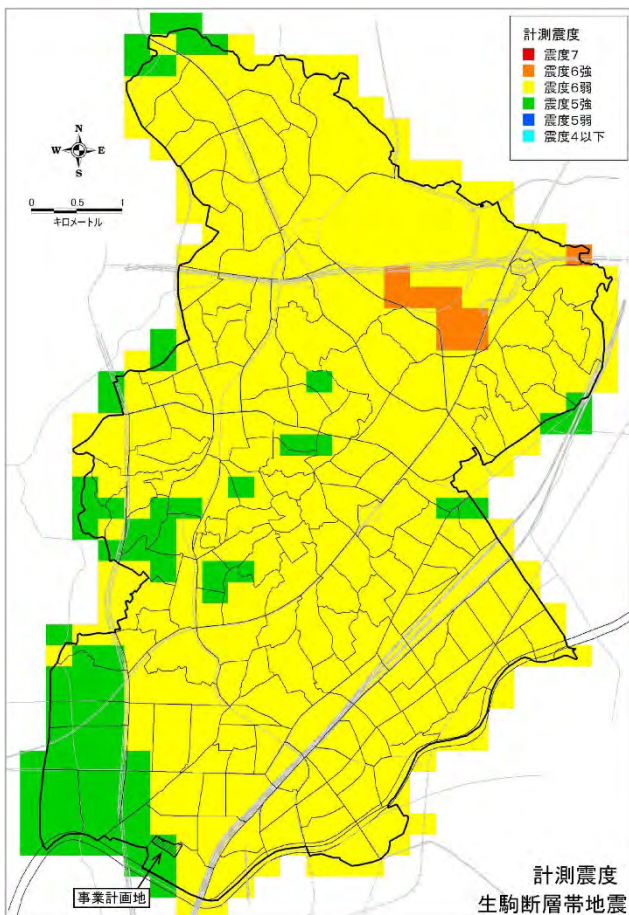 計測震度
震度7
震度6強
震度6弱
震度5強
震度5弱
震度4以下
N
W E
S
0 0.5 1
キロメートル
事業計画地
計測震度
生駒断層帯地震